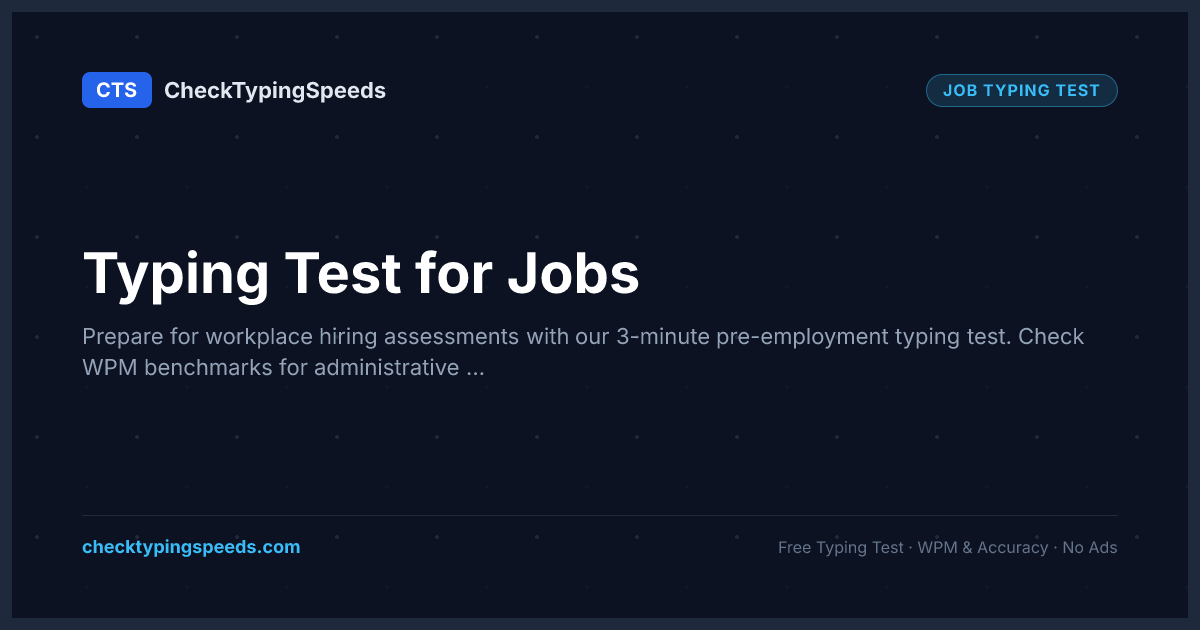 CTS CheckTypingSpeeds
JOB TYPING TEST
Typing Test for Jobs
Prepare for workplace hiring assessments with our 3-minute pre-employment typing test. Check
WPM benchmarks for administrative ...
checktypingspeeds.com
Free Typing Test · WPM & Accuracy · No Ads